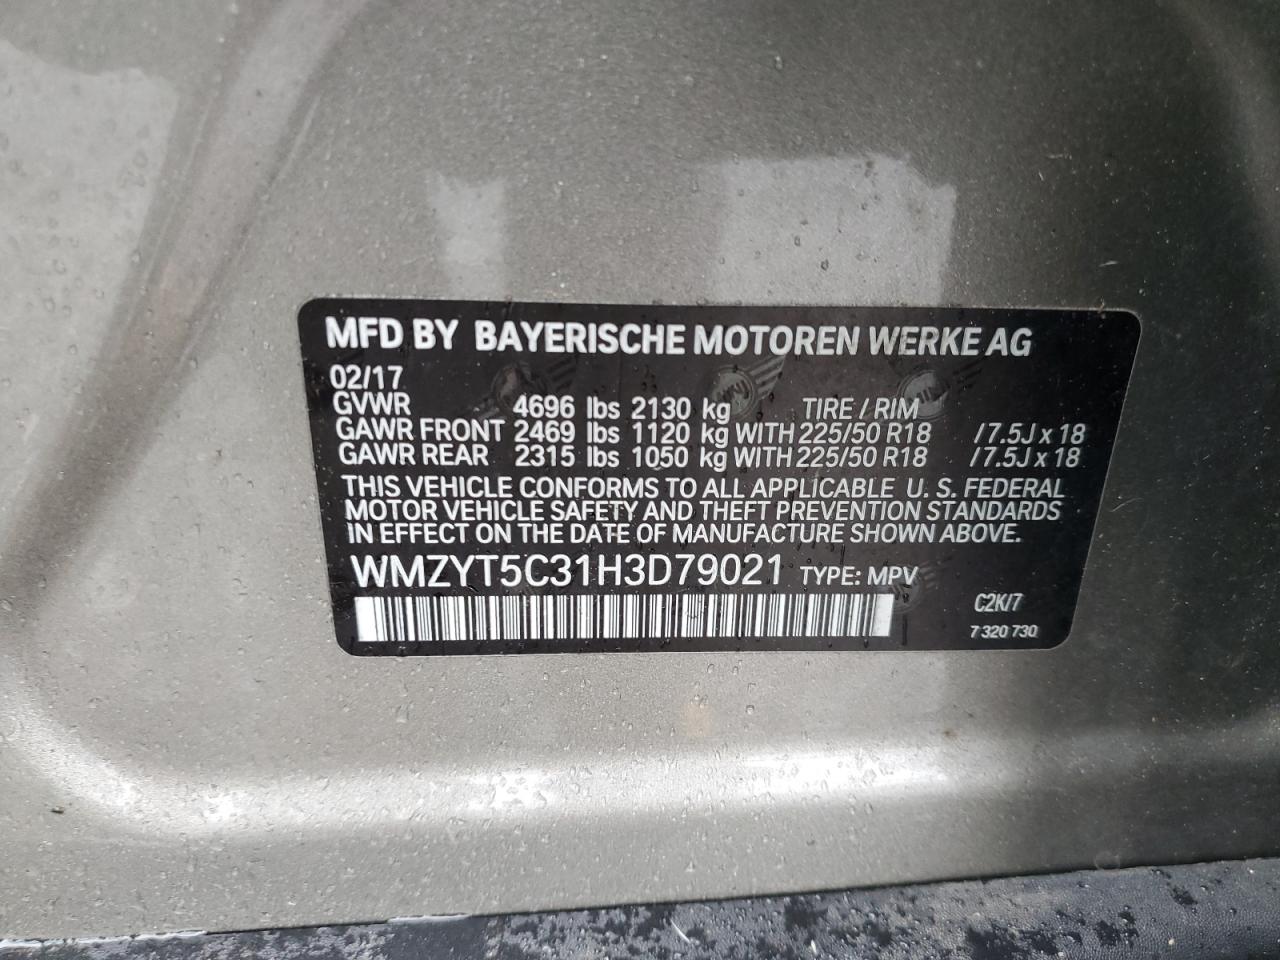 MFD BY BAYERISCHE MOTOREN WERKE AG
02/17
GVWR 4696 lbs 2130 kg TIRE / RIM
GAWR FRONT 2469 lbs 1120 kg WITH 225/50 R18 / 7.5J x 18
GAWR REAR 2315 lbs 1050 kg WITH 225/50 R18 / 7.5J x 18
THIS VEHICLE CONFORMS TO ALL APPLICABLE U. S. FEDERAL
MOTOR VEHICLE SAFETY AND THEFT PREVENTION STANDARDS
IN EFFECT ON THE DATE OF MANUFACTURE SHOWN ABOVE.
WMZYT5C31H3D79021 TYPE: MPV
C2K/7
7 320 730